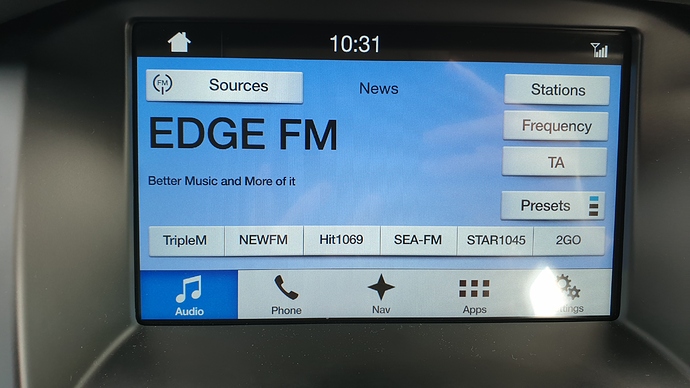 10:31
FM Sources
News
Stations
EDGE FM
Frequency
TA
Better Music and More of it
Presets
TripleM NEWFM Hit1069 SEA-FM STAR1045 2GO
Audio Phone Nav Apps